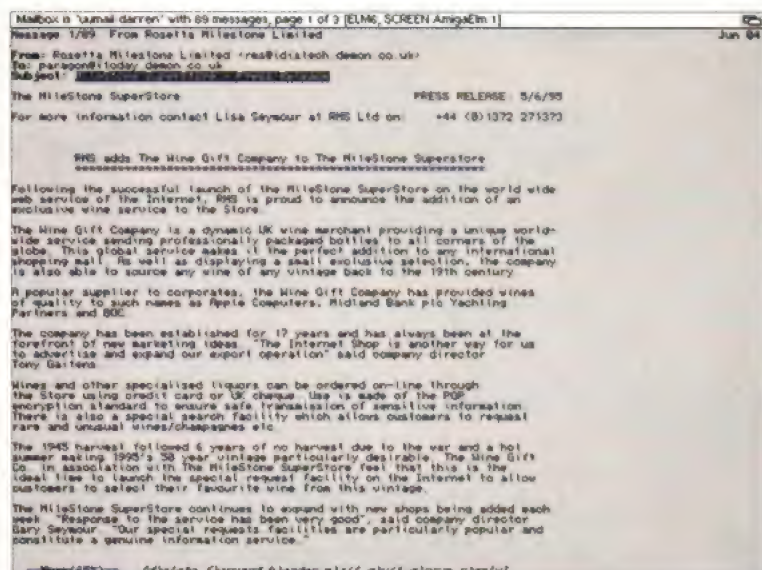 Mailbox is 'uumail darren' with 89 messages, page 1 of 3 [ELM6, SCREEN AmigaElm 1]
Message 1/89 From Rosetta Milestone Limited Jun 04
From: Rosetta Milestone Limited <res@idiatech demon co uk>
To: paragon@itoday demon co uk
Subject:
The MileStone SuperStore PRESS RELEASE 5/6/95
For more information contact Lisa Seymour at RMS Ltd on +44 (0)1372 271373
RMS adds The Wine Gift Company to The MileStone Superstore
Following the successful launch of the MileStone SuperStore on the world wide
web service of the Internet, RMS is proud to announce the addition of an
exclusive wine service to the Store.
The Wine Gift Company is a dynamic UK wine merchant providing a unique world-
wide service sending professionally packaged bottles to all corners of the
globe. This global service makes it the perfect addition to any international
shopping mall. As well as displaying a small exclusive selection, the company
is also able to source any wine of any vintage back to the 19th century
A popular supplier to corporates, the Wine Gift Company has provided wines
of quality to such names as Apple Computers, Midland Bank plc Yachting
Partners and BOC
The company has been established for 17 years and has always been at the
forefront of new marketing ideas. "The Internet Shop is another way for us
to advertise and expand our export operation" said company director
Tony Gaitens
Wines and other specialised liquors can be ordered on-line through
the Store using credit card or UK cheque. Use is made of the PGP
encryption standard to ensure safe transmission of sensitive information
There is also a special search facility which allows customers to request
rare and unusual wines/champagnes etc
The 1945 harvest followed 6 years of no harvest due to the war and a hot
summer making 1995's 50 year vintage particularly desirable. The Wine Gift
Co. in association with The MileStone SuperStore feel that this is the
ideal time to launch the special request facility on the Internet to allow
customers to select their favourite wine from this vintage.
The MileStone SuperStore continues to expand with new shops being added each
week. "Response to the service has been very good", said company director
Gary Seymour. "Our special requests facilities are particularly popular and
constitute a genuine information service."